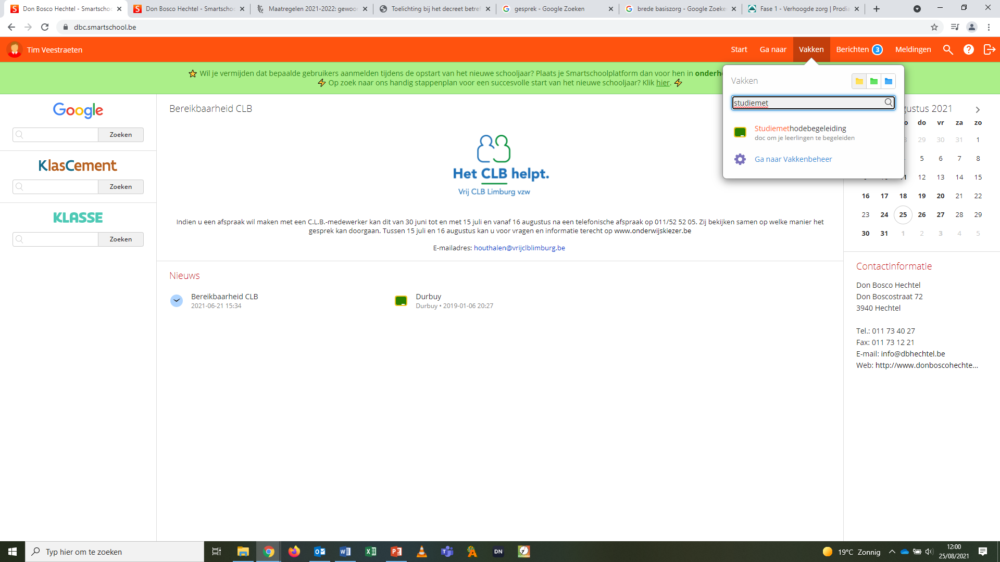 Don Bosco Hechtel - Smartschoo
Don Bosco Hechtel - Smartschoo
Maatregelen 2021-2022: gewoon
Toelichting bij het decreet betref
gesprek - Google Zoeken
brede basiszorg - Google Zoeken
Fase 1 - Verhoogde zorg | Prodia
dbc.smartschool.be
Tim Veestraeten
Start
Ga naar
Vakken
Berichten 3
Meldingen
Wil je vermijden dat bepaalde gebruikers aanmelden tijdens de opstart van het nieuwe schooljaar? Plaats je Smartschoolplatform dan voor hen in onderho
Op zoek naar ons handig stappenplan voor een succesvolle start van het nieuwe schooljaar? Klik hier.
Vakken
studiemet
Studiemethodebegeleiding
doc om je leerlingen te begeleiden
Ga naar Vakkenbeheer
Google
Zoeken
KlasCement
Zoeken
KLASSE
Zoeken
Bereikbaarheid CLB
Het CLB helpt.
Vrij CLB Limburg vzw
Indien u een afspraak wil maken met een C.L.B.-medewerker kan dit van 30 juni tot en met 15 juli en vanaf 16 augustus na een telefonische afspraak op 011/52 52 05. Zij bekijken samen op welke manier het
gesprek kan doorgaan. Tussen 15 juli en 16 augustus kan u voor vragen en informatie terecht op www.onderwijskiezer.be
E-mailadres: houthalen@vrijclblimburg.be
Nieuws
Bereikbaarheid CLB
2021-06-21 15:34
Durbuy
Durbuy • 2019-01-06 20:27
gustus 2021
o do vr za zo
29 30 31 1
5 6 7 8
12 13 14 15
16 17 18 19 20 21 22
23 24 25 26 27 28 29
30 31 1 2 3 4 5
Contactinformatie
Don Bosco Hechtel
Don Boscostraat 72
3940 Hechtel
Tel.: 011 73 40 27
Fax: 011 73 12 21
E-mail: info@dbhechtel.be
Web: http://www.donboscohechte...
Typ hier om te zoeken
DN
19°C Zonnig
12:00
25/08/2021